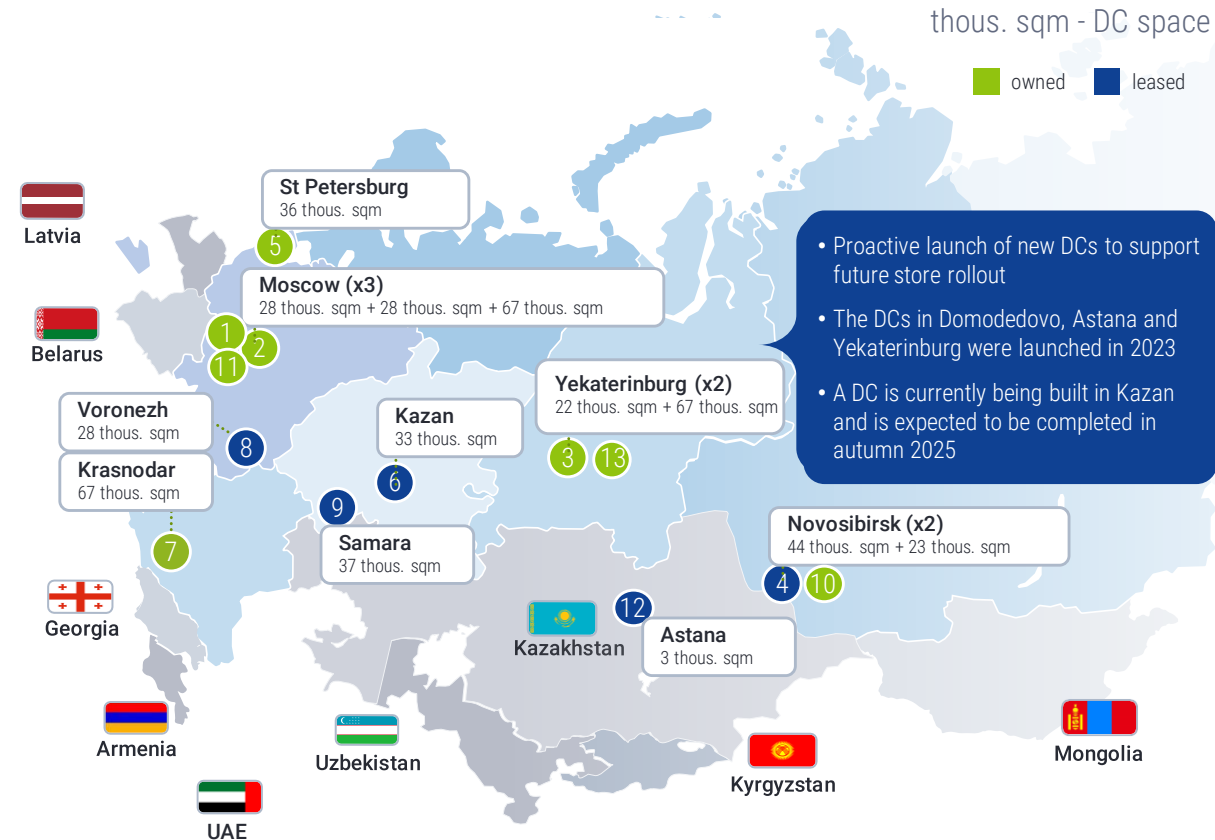 thous. sqm - DC space
owned
leased
Latvia
St Petersburg
36 thous. sqm
5
Moscow (x3)
28 thous. sqm + 28 thous. sqm + 67 thous. sqm
1
2
11
Belarus
• Proactive launch of new DCs to support
future store rollout
• The DCs in Domodedovo, Astana and
Yekaterinburg were launched in 2023
• A DC is currently being built in Kazan
and is expected to be completed in
autumn 2025
Voronezh
28 thous. sqm
8
Krasnodar
67 thous. sqm
7
Kazan
33 thous. sqm
6
Yekaterinburg (x2)
22 thous. sqm + 67 thous. sqm
3
13
9
Samara
37 thous. sqm
Novosibirsk (x2)
44 thous. sqm + 23 thous. sqm
4
10
Georgia
Kazakhstan
12
Astana
3 thous. sqm
Armenia
Uzbekistan
Kyrgyzstan
Mongolia
UAE